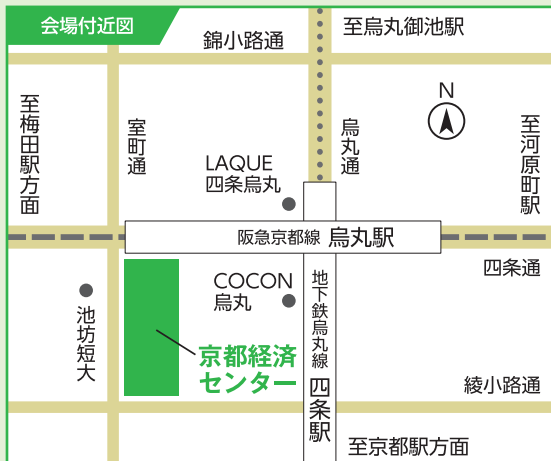 会場付近図
錦小路通
至烏丸御池駅
N
至梅田駅方面
室町通
烏丸通
至河原町駅
LAQUE
四条烏丸
阪急京都線 烏丸駅
四条通
COCON
烏丸
地下鉄烏丸線 四条駅
池坊短大
京都経済
センター
綾小路通
至京都駅方面